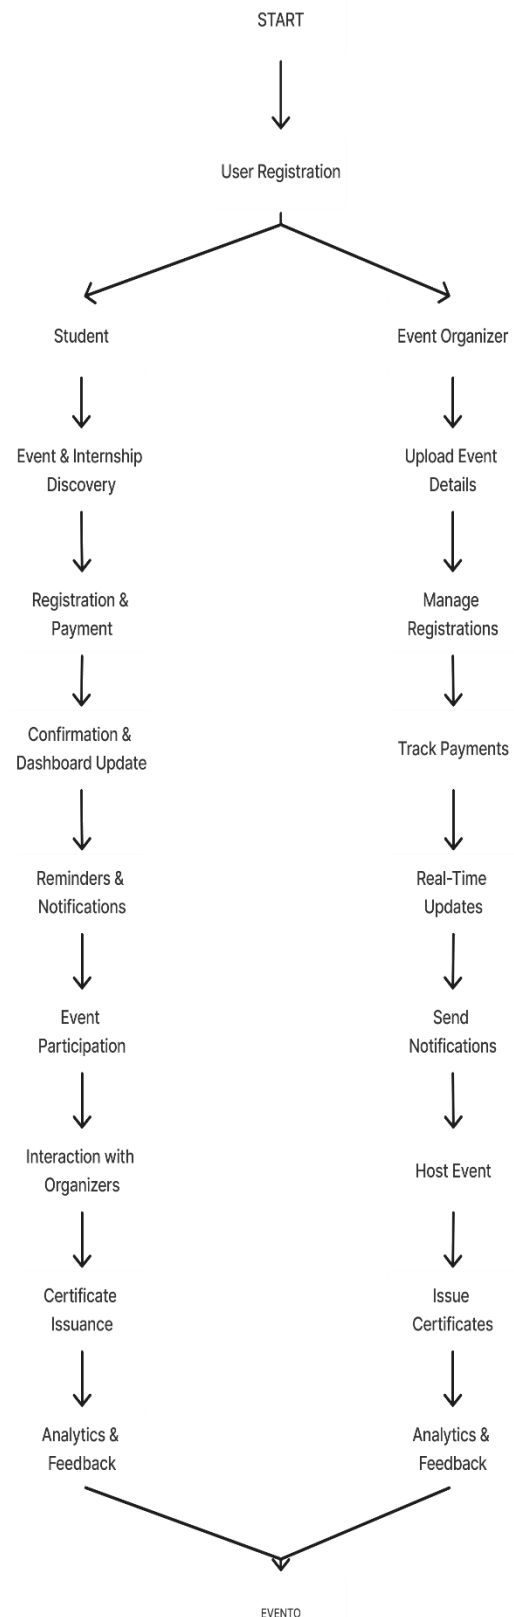 START
User Registration
Student
Event Organizer
Event & Internship
Discovery
Upload Event
Details
Registration &
Payment
Manage
Registrations
Confirmation &
Dashboard Update
Track Payments
Reminders &
Notifications
Real-Time
Updates
Event
Participation
Send
Notifications
Interaction with
Organizers
Host Event
Certificate
Issuance
Issue
Certificates
Analytics &
Feedback
Analytics &
Feedback
EVENTO